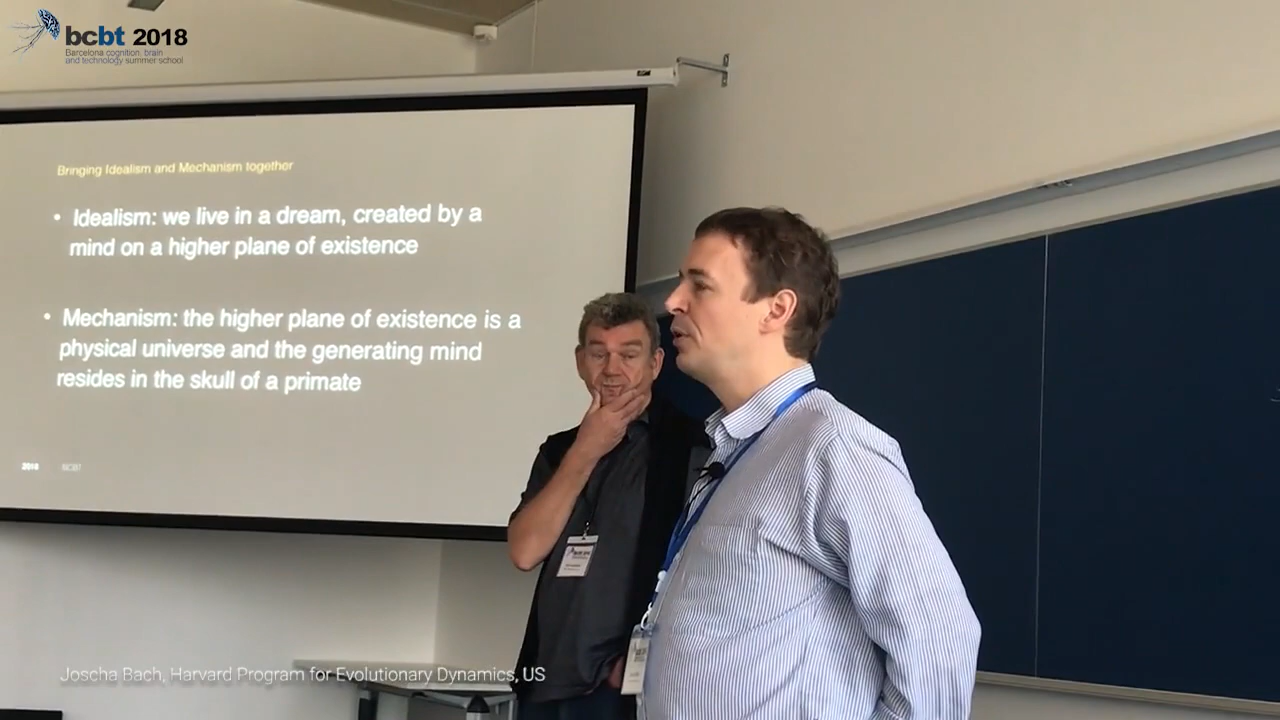 bcbt 2018
Barcelona cognition, brain
and technology summer school
Bringing Idealism and Mechanism together
• Idealism: we live in a dream, created by a
mind on a higher plane of existence
• Mechanism: the higher plane of existence is a
physical universe and the generating mind
resides in the skull of a primate
2018 BCBT
Joscha Bach, Harvard Program for Evolutionary Dynamics, US